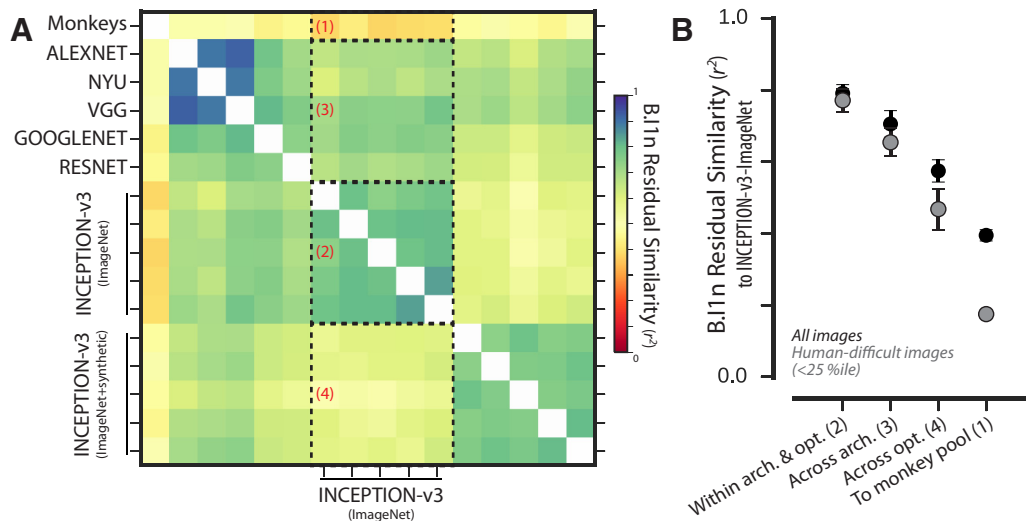 A
Monkeys
ALEXNET
NYU
VGG
GOOGLENET
RESNET
INCEPTION-v3
(ImageNet)
INCEPTION-v3
(ImageNet+synthetic)
(1)
(3)
(2)
(4)
INCEPTION-v3
(ImageNet)
1
B.I1n Residual Similarity (r²)
0
B
1.0
B.I1n Residual Similarity (r²)
to INCEPTION-v3-ImageNet
0.0
All images
Human-difficult images
(<25 %ile)
Within arch. & opt. (2)
Across arch. (3)
Across opt. (4)
To monkey pool (1)